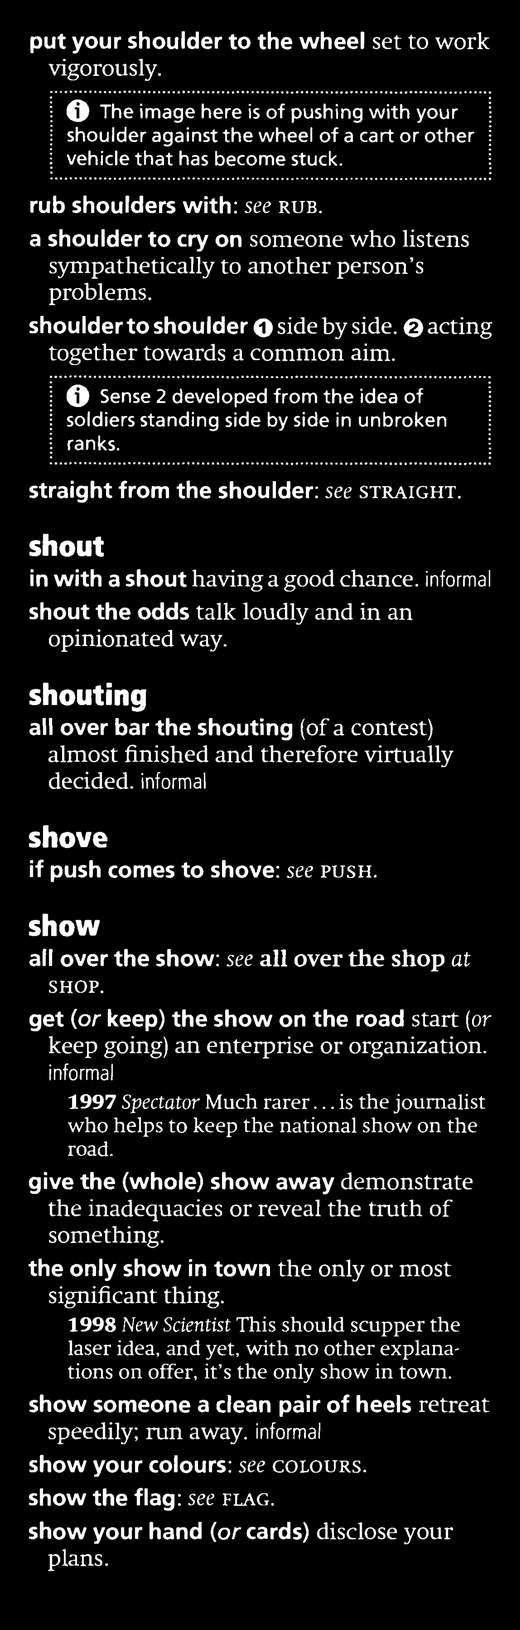 put your shoulder to the wheel set to work
vigorously.
ⓘ The image here is of pushing with your
shoulder against the wheel of a cart or other
vehicle that has become stuck.
rub shoulders with: see RUB.
a shoulder to cry on someone who listens
sympathetically to another person's
problems.
shoulder to shoulder ❶ side by side. ❷ acting
together towards a common aim.
ⓘ Sense 2 developed from the idea of
soldiers standing side by side in unbroken
ranks.
straight from the shoulder: see STRAIGHT.
shout
in with a shout having a good chance. informal
shout the odds talk loudly and in an
opinionated way.
shouting
all over bar the shouting (of a contest)
almost finished and therefore virtually
decided. informal
shove
if push comes to shove: see PUSH.
show
all over the show: see all over the shop at
SHOP.
get (or keep) the show on the road start (or
keep going) an enterprise or organization.
informal
1997 Spectator Much rarer...is the journalist
who helps to keep the national show on the
road.
give the (whole) show away demonstrate
the inadequacies or reveal the truth of
something.
the only show in town the only or most
significant thing.
1998 New Scientist This should scupper the
laser idea, and yet, with no other explana-
tions on offer, it's the only show in town.
show someone a clean pair of heels retreat
speedily; run away. informal
show your colours: see COLOURS.
show the flag: see FLAG.
show your hand (or cards) disclose your
plans.